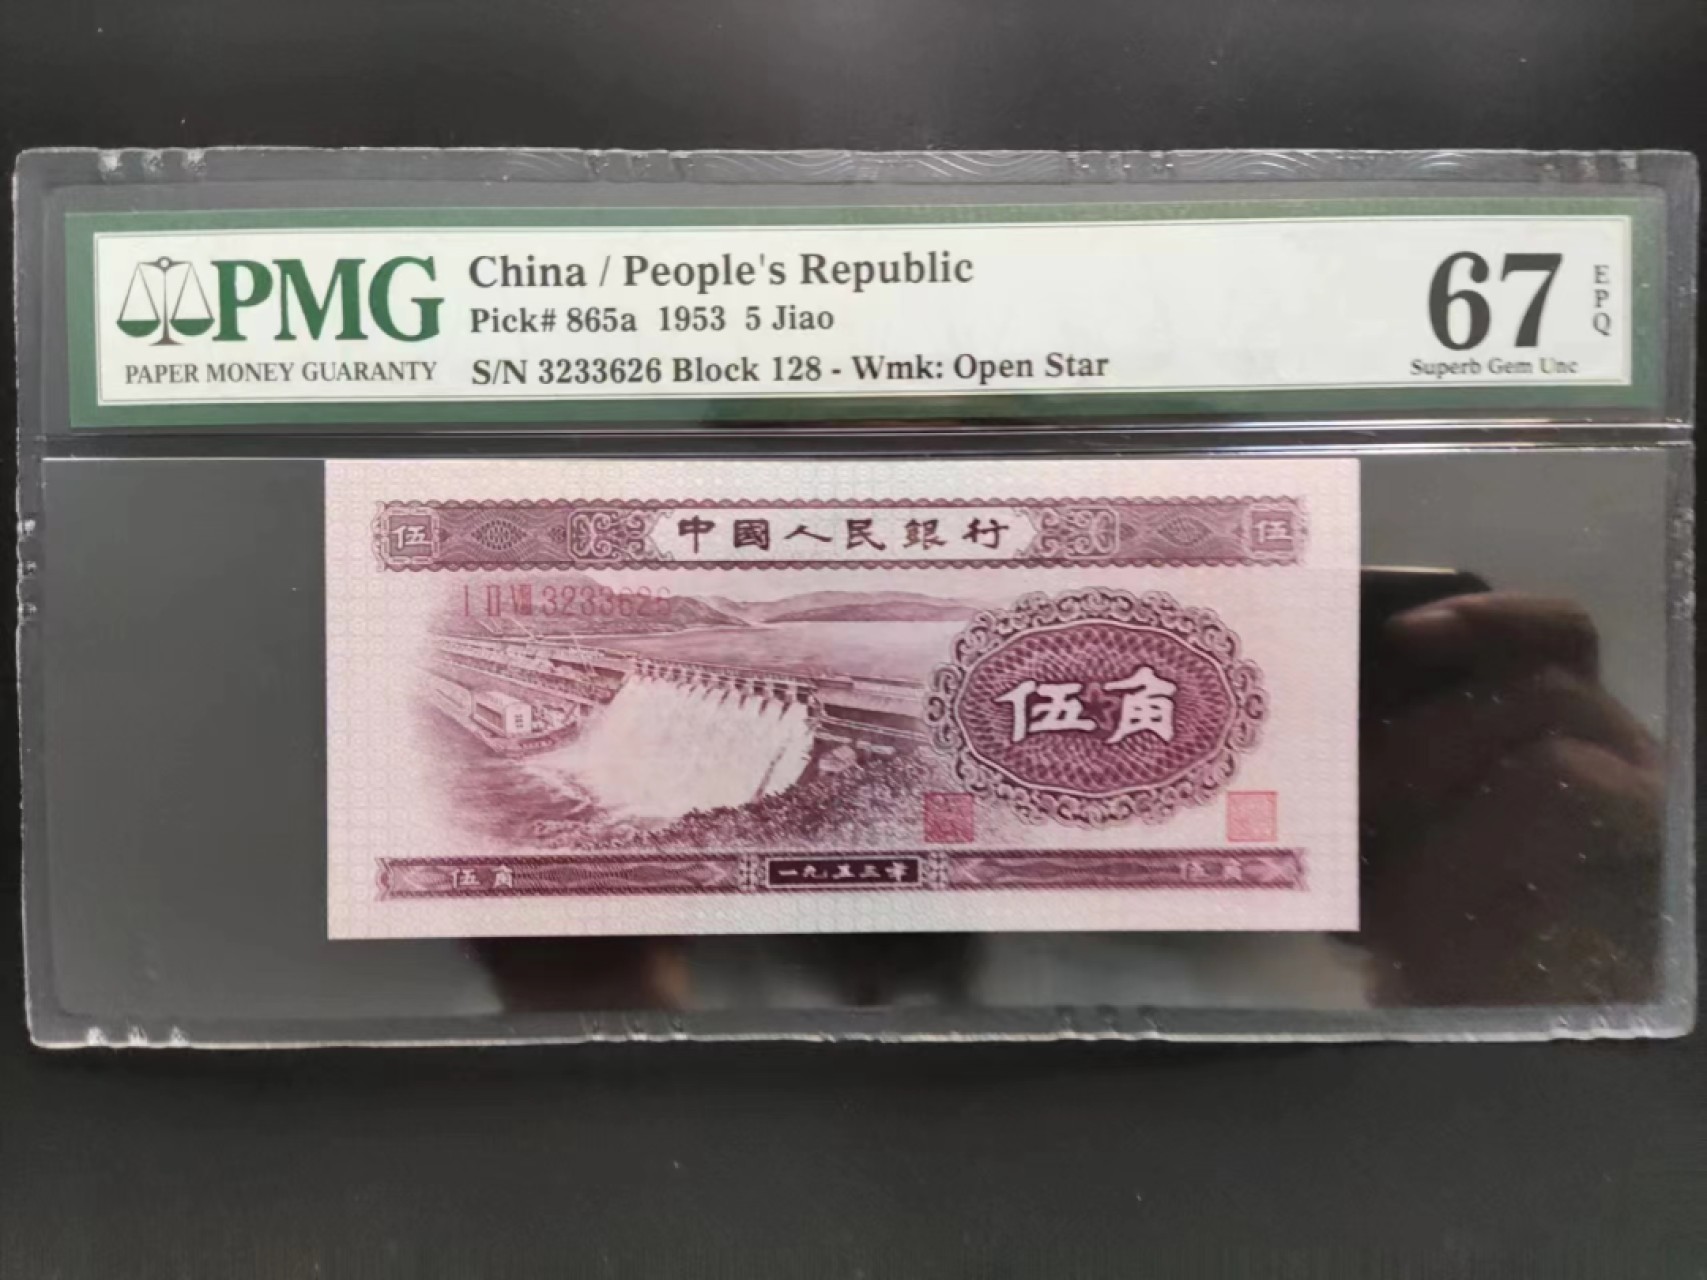 PMG
PAPER MONEY GUARANTY
China / People's Republic
Pick# 865a 1953 5 Jiao
S/N 3233626 Block 128 - Wmk: Open Star
67
EPQ
Superb Gem Unc
伍 中國人民銀行 伍
I II VIII 3233626
伍角
伍角 一九五三年 伍角